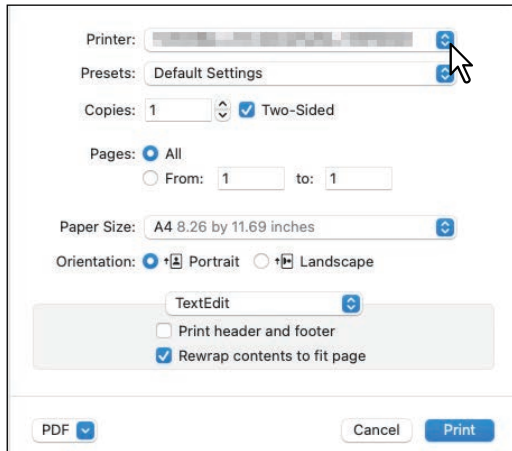 Printer:
Presets: Default Settings
Copies: 1 Two-Sided
Pages: All
From: 1 to: 1
Paper Size: A4 8.26 by 11.69 inches
Orientation: Portrait Landscape
TextEdit
Print header and footer
Rewrap contents to fit page
PDF Cancel Print